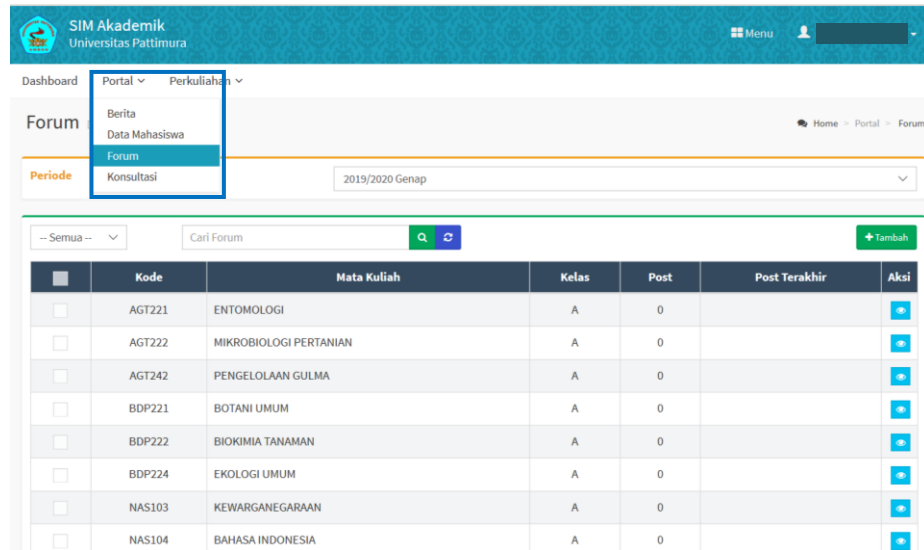 SIM Akademik
Universitas Pattimura
Menu
Dashboard Portal Perkuliahan
Forum
Berita
Data Mahasiswa
Forum
Konsultasi
Home > Portal > Forum
Periode 2019/2020 Genap
-- Semua -- Cari Forum Tambah
Kode Mata Kuliah Kelas Post Post Terakhir Aksi
AGT221 ENTOMOLOGI A 0
AGT222 MIKROBIOLOGI PERTANIAN A 0
AGT242 PENGELOLAAN GULMA A 0
BDP221 BOTANI UMUM A 0
BDP222 BIOKIMIA TANAMAN A 0
BDP224 EKOLOGI UMUM A 0
NAS103 KEWARGANEGARAAN A 0
NAS104 BAHASA INDONESIA A 0